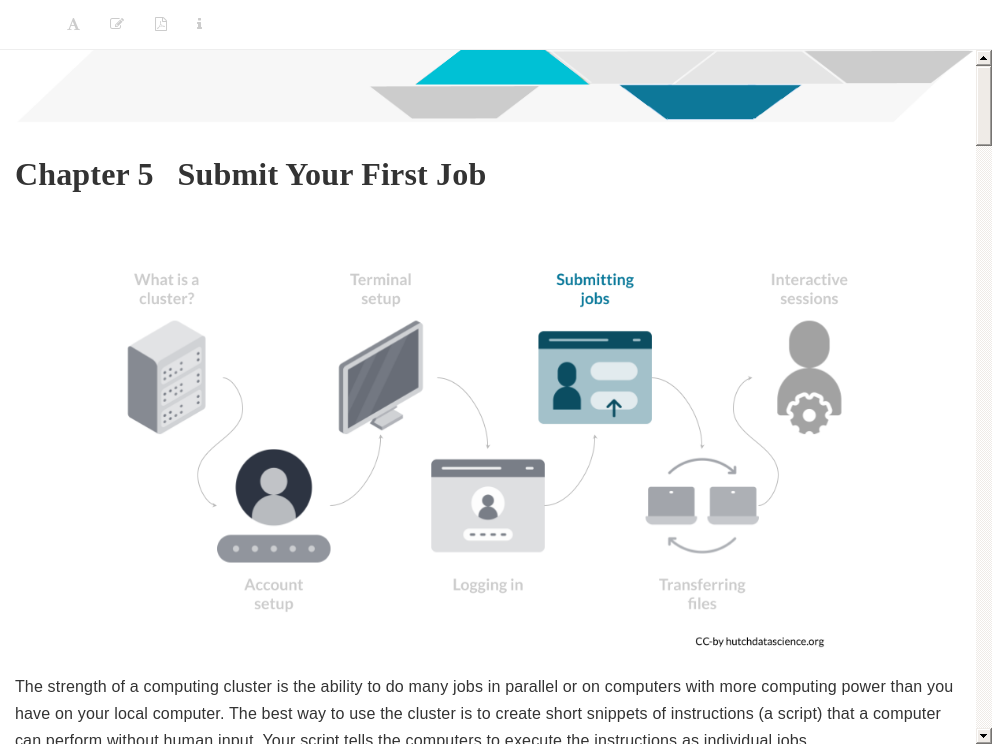 Chapter 5 Submit Your First Job
What is a
cluster?
Terminal
setup
Submitting
jobs
Interactive
sessions
Account
setup
Logging in
Transferring
files
CC-by hutchdatascience.org
The strength of a computing cluster is the ability to do many jobs in parallel or on computers with more computing power than you
have on your local computer. The best way to use the cluster is to create short snippets of instructions (a script) that a computer
can perform without human input. Your script tells the computers to execute the instructions as individual jobs.